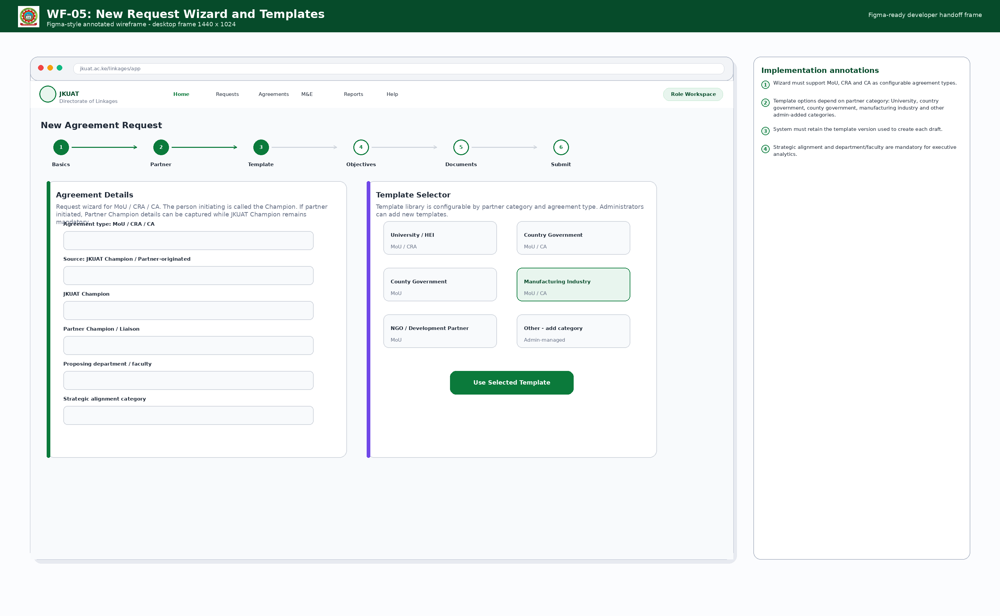 WF-05: New Request Wizard and Templates
Figma-style annotated wireframe - desktop frame 1440 x 1024
Figma-ready developer handoff frame
jkuat.ac.ke/linkages/app
JKUAT
Directorate of Linkages
Home
Requests
Agreements
M&E
Reports
Help
Role Workspace
New Agreement Request
1
2
3
4
5
6
Basics
Partner
Template
Objectives
Documents
Submit
Agreement Details
Request wizard for MoU / CRA / CA. The person initiating is called the Champion. If partner
initiated, Partner Champion details can be captured while JKUAT Champion remains
mandatory.
Agreement type: MoU / CRA / CA
Source: JKUAT Champion / Partner-originated
JKUAT Champion
Partner Champion / Liaison
Proposing department / faculty
Strategic alignment category
Template Selector
Template library is configurable by partner category and agreement type. Administrators
can add new templates.
University / HEI
MoU / CRA
Country Government
MoU / CA
County Government
MoU
Manufacturing Industry
MoU / CA
NGO / Development Partner
MoU
Other - add category
Admin-managed
Use Selected Template
Implementation annotations
1 Wizard must support MoU, CRA and CA as configurable agreement types.
2 Template options depend on partner category: University, country
government, county government, manufacturing industry and other
admin-added categories.
3 System must retain the template version used to create each draft.
4 Strategic alignment and department/faculty are mandatory for executive
analytics.